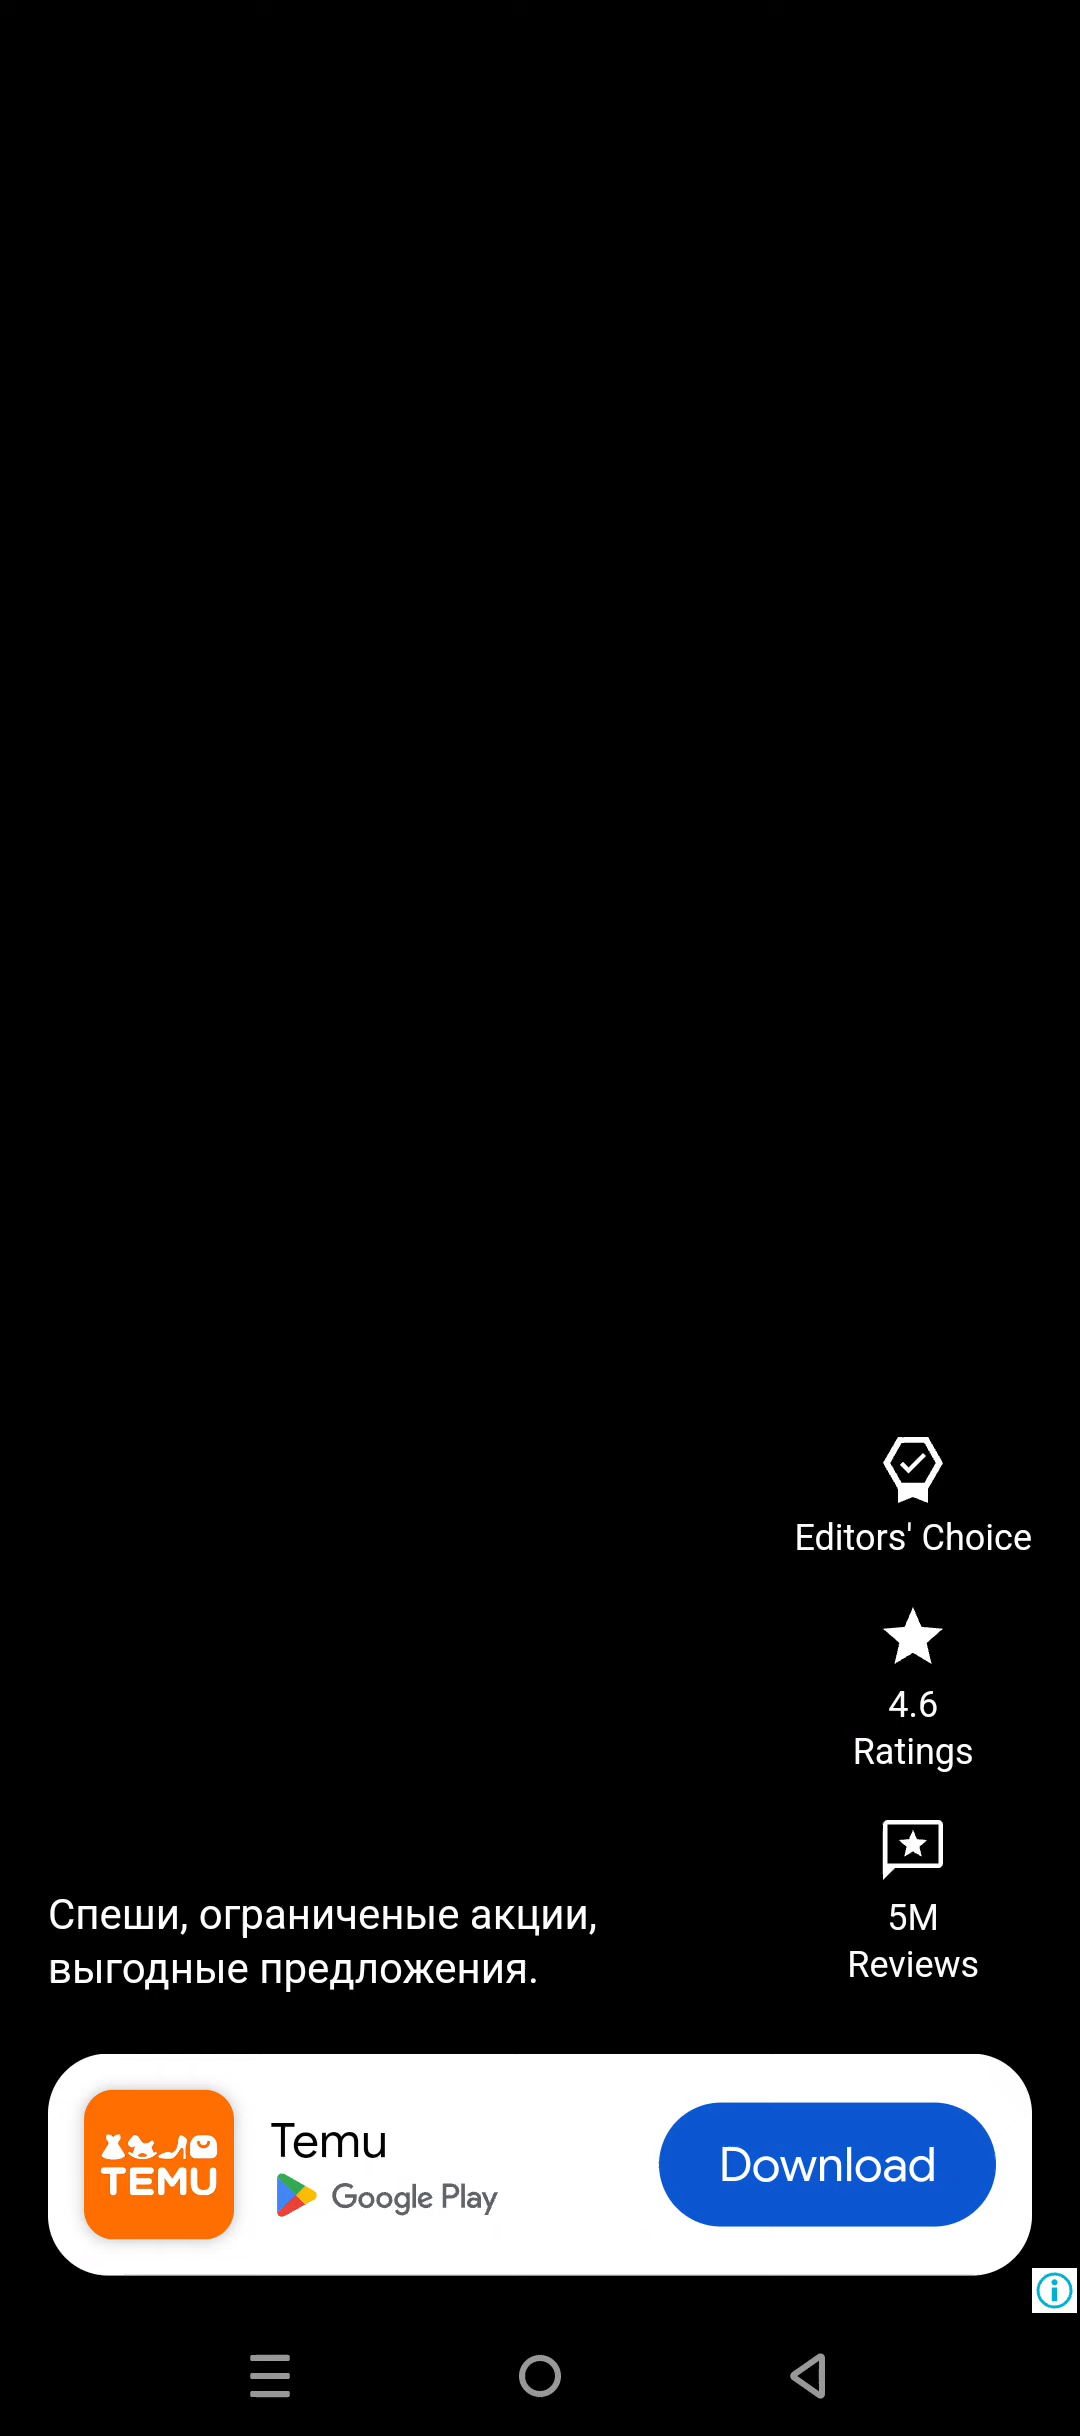 Editors' Choice
4.6
Ratings
5M
Reviews
Спеши, ограниченые акции,
выгодные предложения.
TEMU
Temu
Google Play
Download